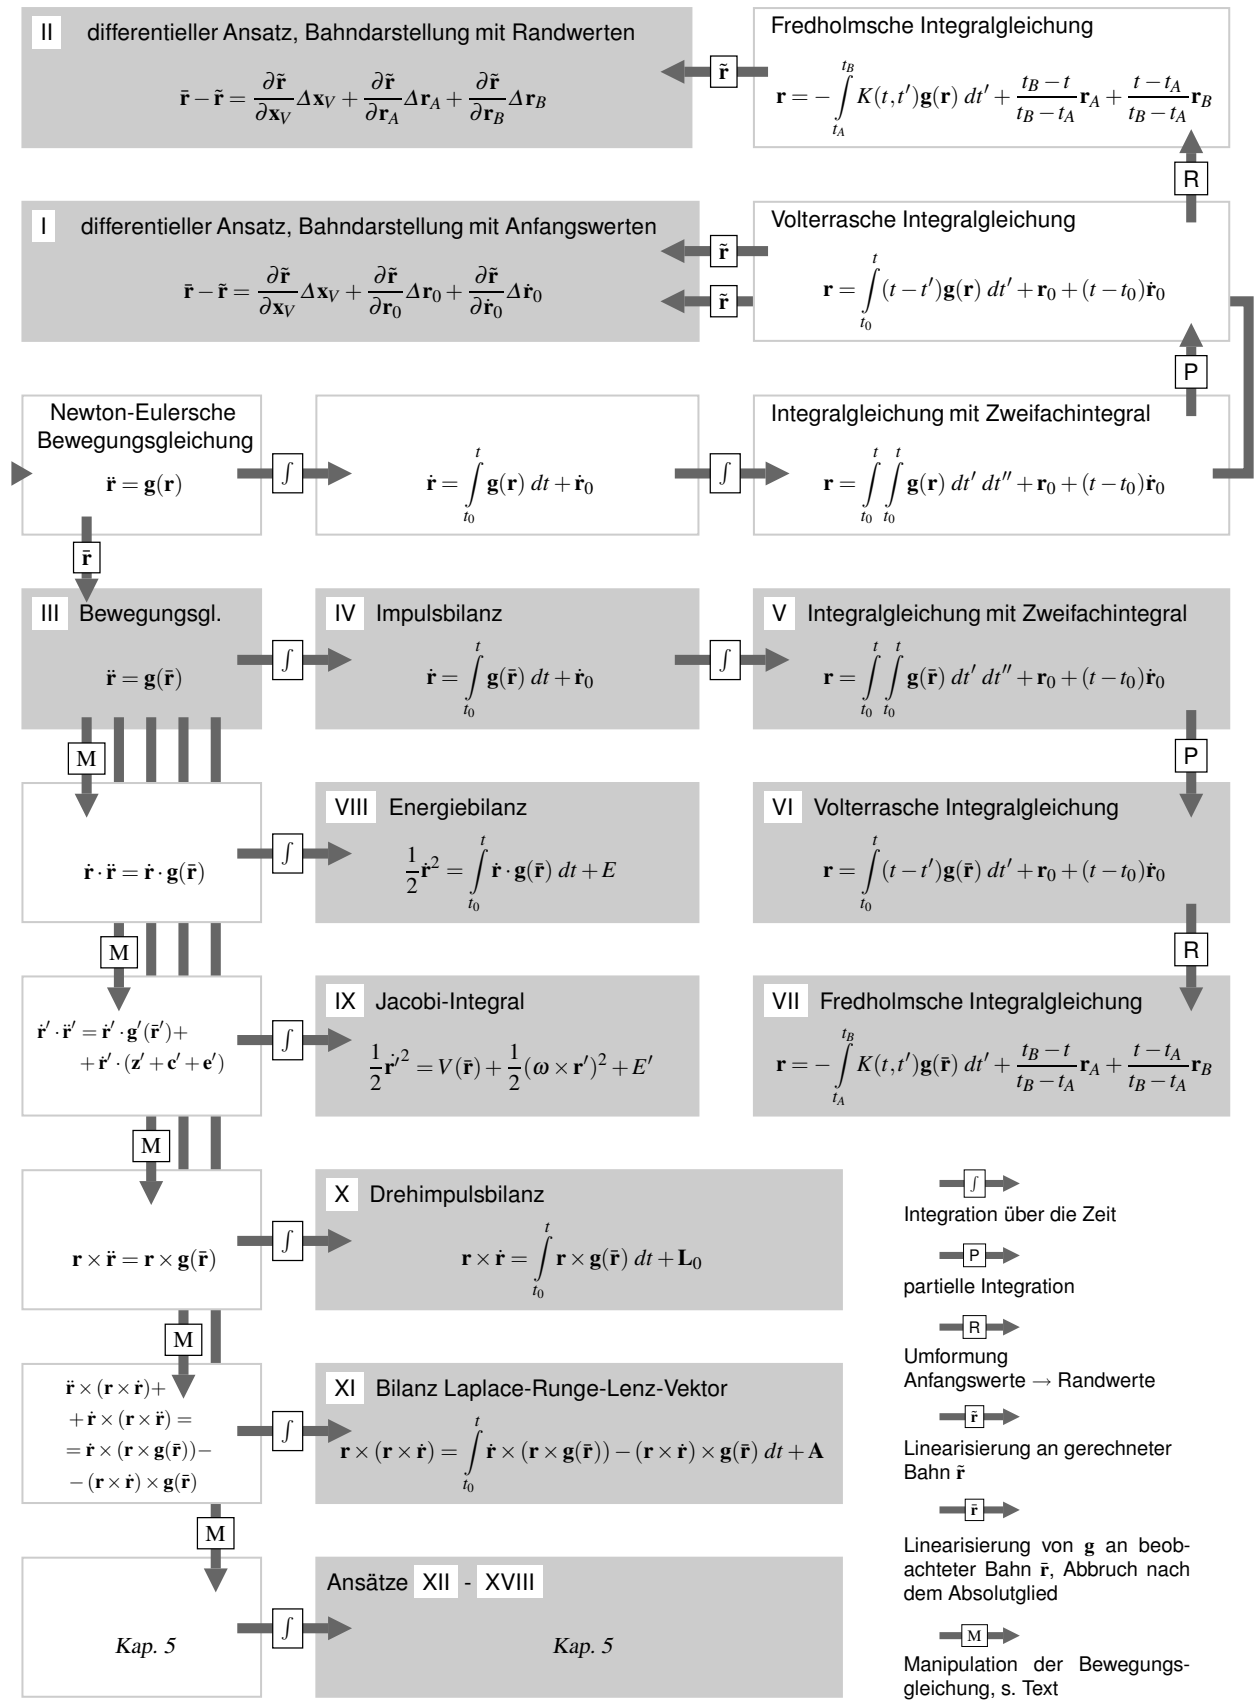 II differentieller Ansatz, Bahndarstellung mit Randwerten
r̄ − r̃ = ∂r̃/∂x_V Δx_V + ∂r̃/∂r_A Δr_A + ∂r̃/∂r_B Δr_B
r̃
Fredholmsche Integralgleichung
r = −∫_{t_A}^{t_B} K(t,t′)g(r) dt′ + (t_B − t)/(t_B − t_A) r_A + (t − t_A)/(t_B − t_A) r_B
R
I differentieller Ansatz, Bahndarstellung mit Anfangswerten
r̄ − r̃ = ∂r̃/∂x_V Δx_V + ∂r̃/∂r_0 Δr_0 + ∂r̃/∂ṙ_0 Δṙ_0
r̃
r̃
Volterrasche Integralgleichung
r = ∫_{t_0}^{t} (t − t′)g(r) dt′ + r_0 + (t − t_0)ṙ_0
P
Newton-Eulersche
Bewegungsgleichung
r̈ = g(r)
∫
ṙ = ∫_{t_0}^{t} g(r) dt + ṙ_0
∫
Integralgleichung mit Zweifachintegral
r = ∫_{t_0}^{t} ∫_{t_0}^{t} g(r) dt′ dt″ + r_0 + (t − t_0)ṙ_0
r̄
III Bewegungsgl.
r̈ = g(r̄)
∫
IV Impulsbilanz
ṙ = ∫_{t_0}^{t} g(r̄) dt + ṙ_0
∫
V Integralgleichung mit Zweifachintegral
r = ∫_{t_0}^{t} ∫_{t_0}^{t} g(r̄) dt′ dt″ + r_0 + (t − t_0)ṙ_0
M
P
ṙ · r̈ = ṙ · g(r̄)
∫
VIII Energiebilanz
1/2 ṙ² = ∫_{t_0}^{t} ṙ · g(r̄) dt + E
VI Volterrasche Integralgleichung
r = ∫_{t_0}^{t} (t − t′)g(r̄) dt′ + r_0 + (t − t_0)ṙ_0
M
R
ṙ′ · r̈′ = ṙ′ · g′(r̄′)+
+ ṙ′ · (z′ + c′ + e′)
∫
IX Jacobi-Integral
1/2 ṙ′² = V(r̄) + 1/2 (ω × r′)² + E′
VII Fredholmsche Integralgleichung
r = −∫_{t_A}^{t_B} K(t,t′)g(r̄) dt′ + (t_B − t)/(t_B − t_A) r_A + (t − t_A)/(t_B − t_A) r_B
M
r × r̈ = r × g(r̄)
∫
X Drehimpulsbilanz
r × ṙ = ∫_{t_0}^{t} r × g(r̄) dt + L_0
M
r̈ × (r × ṙ)+
+ ṙ × (r × r̈) =
= ṙ × (r × g(r̄))−
− (r × ṙ) × g(r̄)
∫
XI Bilanz Laplace-Runge-Lenz-Vektor
r × (r × ṙ) = ∫_{t_0}^{t} ṙ × (r × g(r̄)) − (r × ṙ) × g(r̄) dt + A
M
Kap. 5
∫
Ansätze XII - XVIII
Kap. 5
∫
Integration über die Zeit
P
partielle Integration
R
Umformung
Anfangswerte → Randwerte
r̃
Linearisierung an gerechneter
Bahn r̃
r̄
Linearisierung von g an beob-
achteter Bahn r̄, Abbruch nach
dem Absolutglied
M
Manipulation der Bewegungs-
gleichung, s. Text